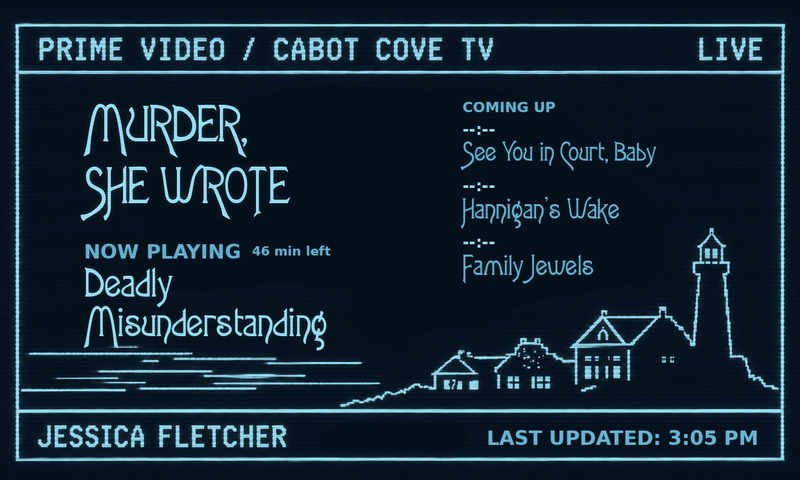 PRIME VIDEO / CABOT COVE TV
LIVE
MURDER,
SHE WROTE
NOW PLAYING 46 min left
Deadly
Misunderstanding
COMING UP
--:--
See You in Court, Baby
--:--
Hannigan's Wake
--:--
Family Jewels
JESSICA FLETCHER
LAST UPDATED: 3:05 PM